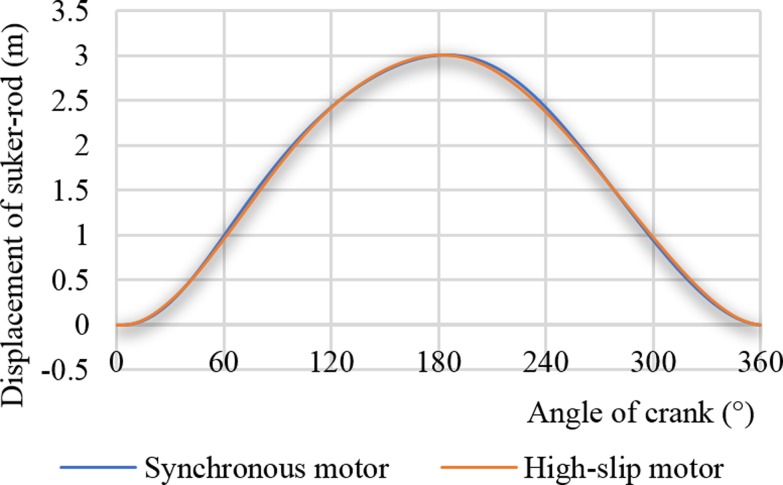 3.5
3
2.5
2
1.5
1
0.5
0
-0.5
Displacement of suker-rod (m)
0 60 120 180 240 300 360
Angle of crank (°)
Synchronous motor High-slip motor